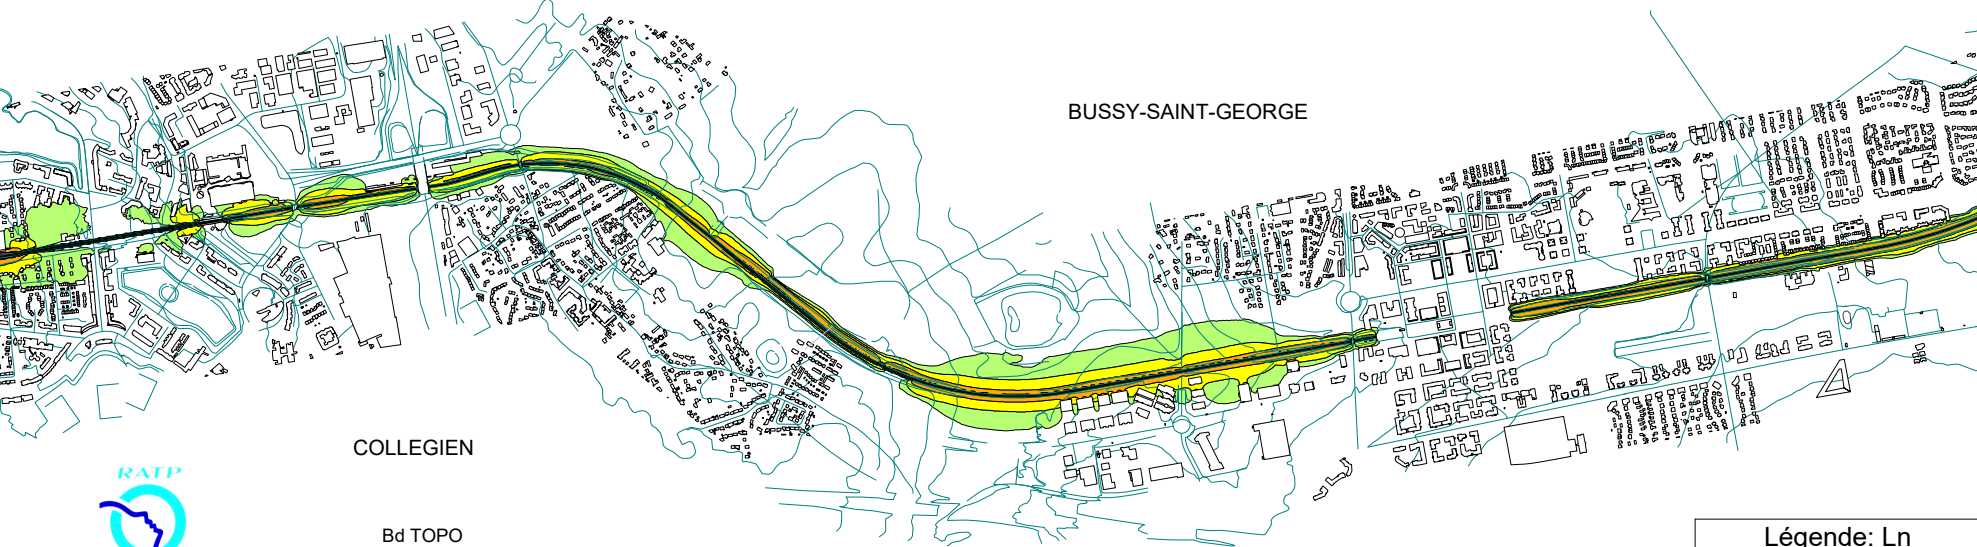 BUSSY-SAINT-GEORGE
COLLEGIEN
RATP
Bd TOPO
Légende: Ln